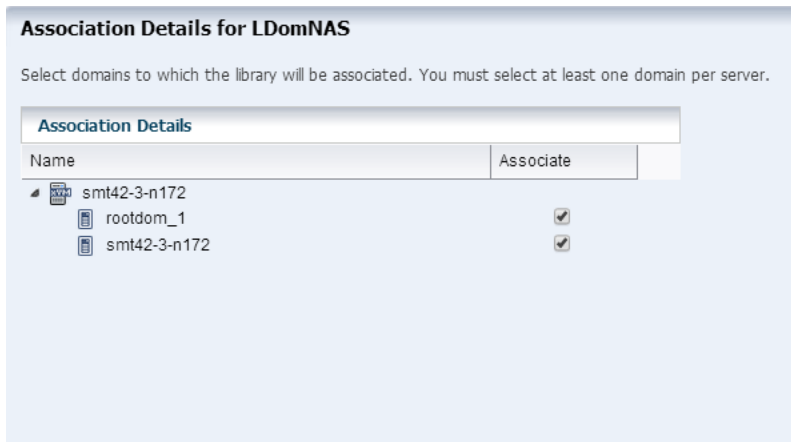 Association Details for LDomNAS
Select domains to which the library will be associated. You must select at least one domain per server.
Association Details
Name Associate
smt42-3-n172
rootdom_1
smt42-3-n172